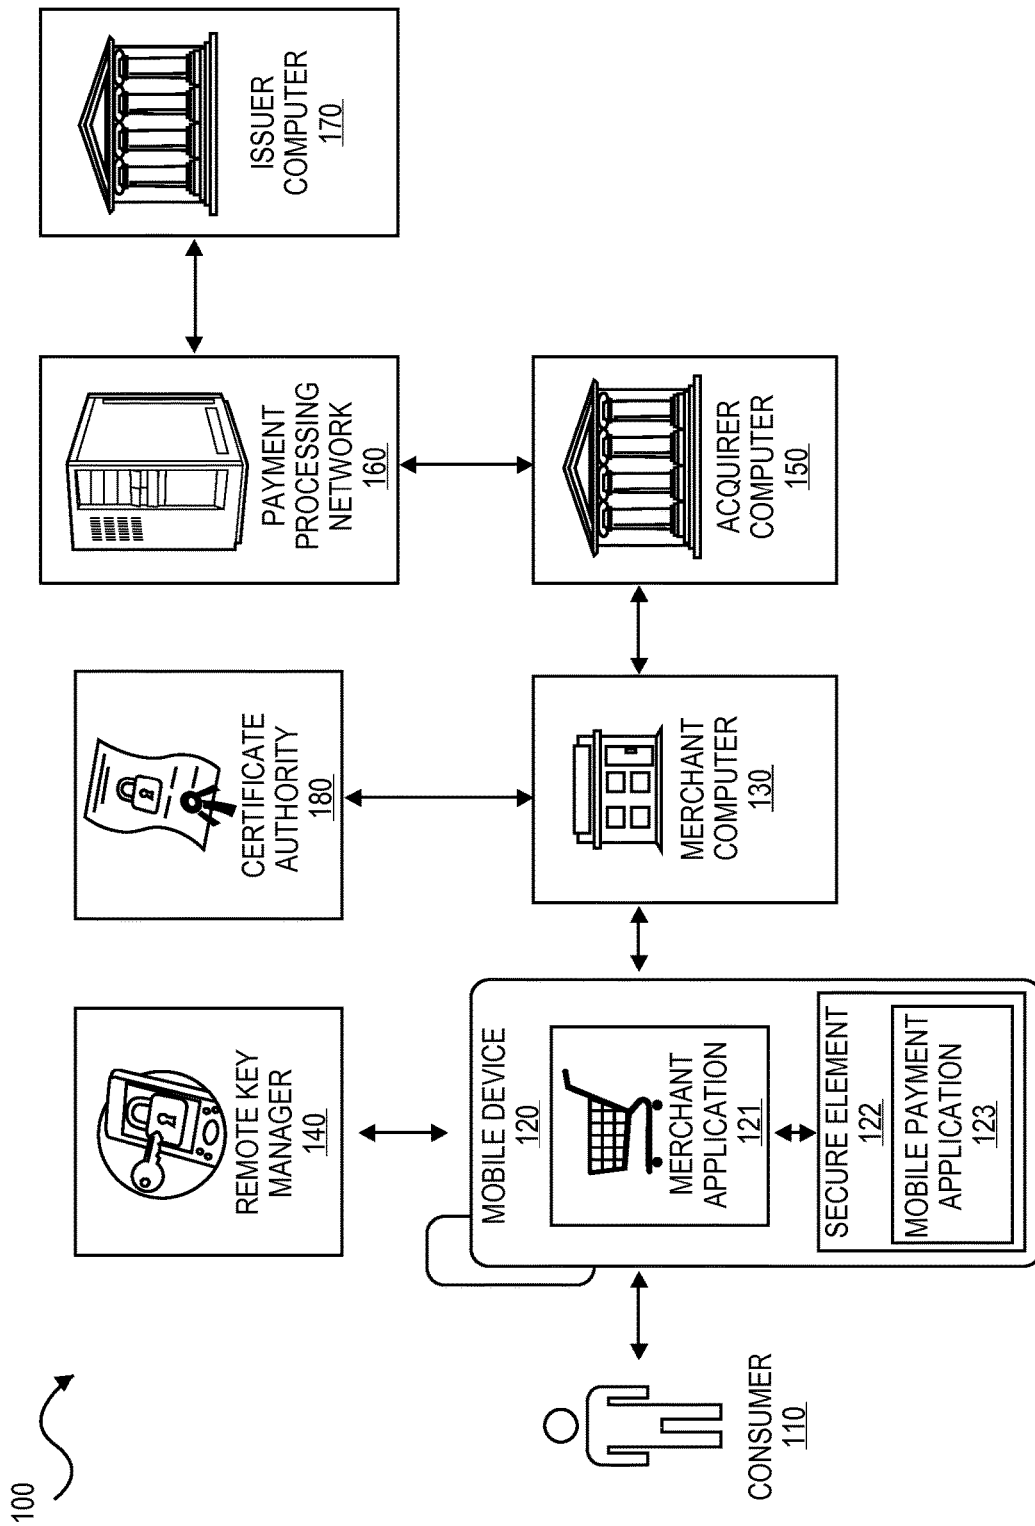 100
REMOTE KEY
MANAGER
140
CERTIFICATE
AUTHORITY
180
PAYMENT
PROCESSING
NETWORK
160
ISSUER
COMPUTER
170
CONSUMER
110
MOBILE DEVICE
120
MERCHANT
APPLICATION
121
SECURE ELEMENT
122
MOBILE PAYMENT
APPLICATION
123
MERCHANT
COMPUTER
130
ACQUIRER
COMPUTER
150